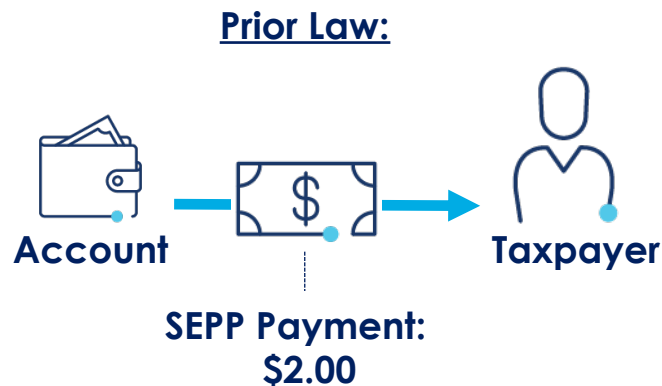 Prior Law:
$
Account
Taxpayer
SEPP Payment:
$2.00